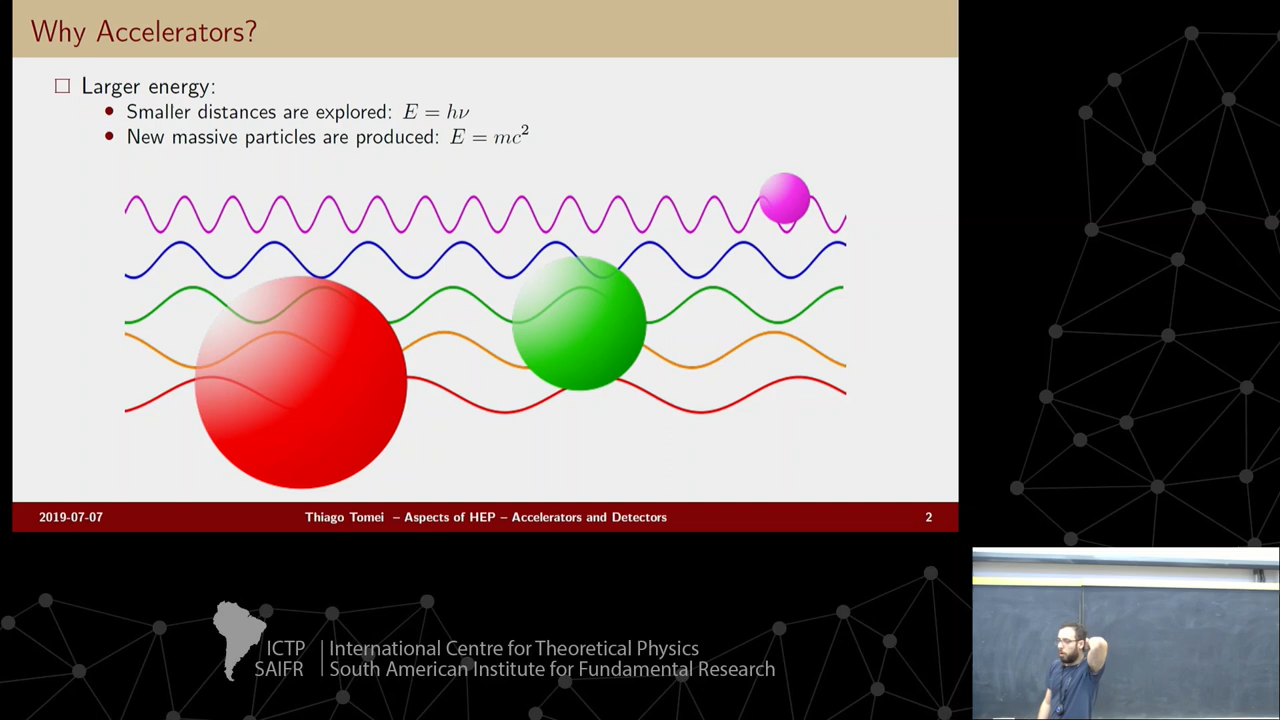 Why Accelerators?
Larger energy:
Smaller distances are explored: E = hν
New massive particles are produced: E = mc²
2019-07-07 Thiago Tomei – Aspects of HEP – Accelerators and Detectors 2
ICTP | International Centre for Theoretical Physics
SAIFR | South American Institute for Fundamental Research